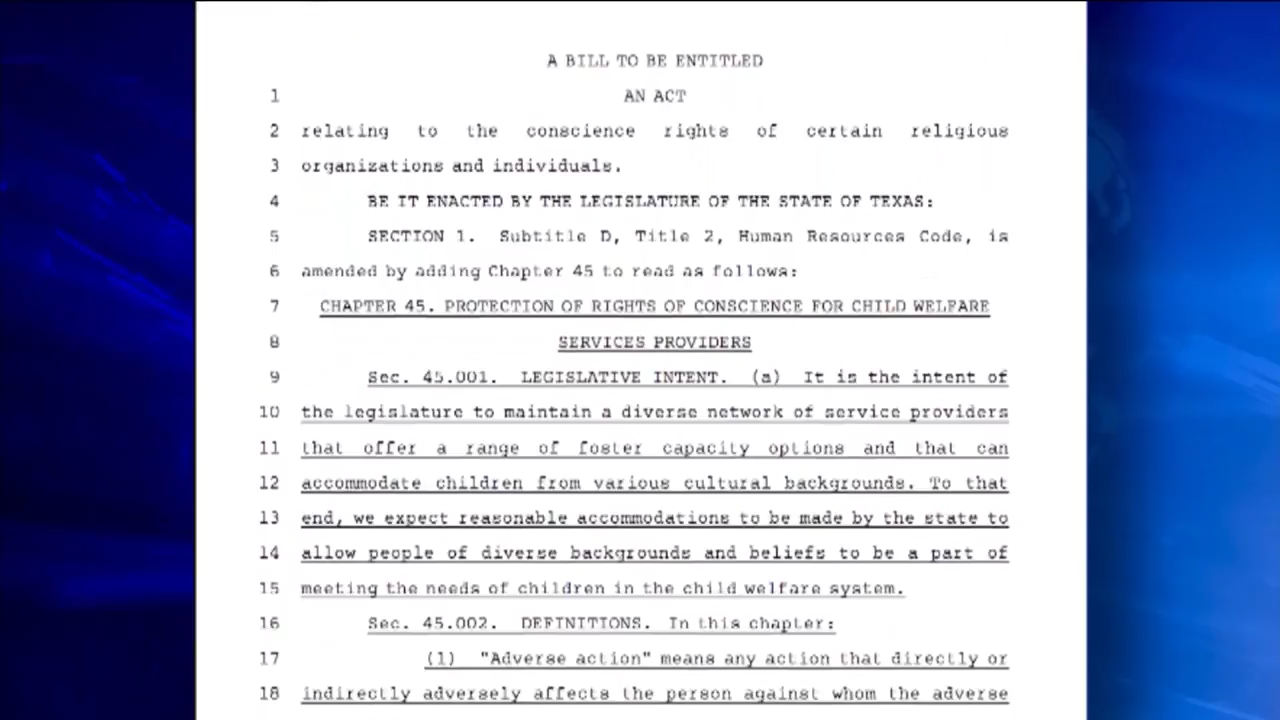 A BILL TO BE ENTITLED
1 AN ACT
2 relating to the conscience rights of certain religious
3 organizations and individuals.
4 BE IT ENACTED BY THE LEGISLATURE OF THE STATE OF TEXAS:
5 SECTION 1. Subtitle D, Title 2, Human Resources Code, is
6 amended by adding Chapter 45 to read as follows:
7 CHAPTER 45. PROTECTION OF RIGHTS OF CONSCIENCE FOR CHILD WELFARE
8 SERVICES PROVIDERS
9 Sec. 45.001. LEGISLATIVE INTENT. (a) It is the intent of
10 the legislature to maintain a diverse network of service providers
11 that offer a range of foster capacity options and that can
12 accommodate children from various cultural backgrounds. To that
13 end, we expect reasonable accommodations to be made by the state to
14 allow people of diverse backgrounds and beliefs to be a part of
15 meeting the needs of children in the child welfare system.
16 Sec. 45.002. DEFINITIONS. In this chapter:
17 (1) "Adverse action" means any action that directly or
18 indirectly adversely affects the person against whom the adverse